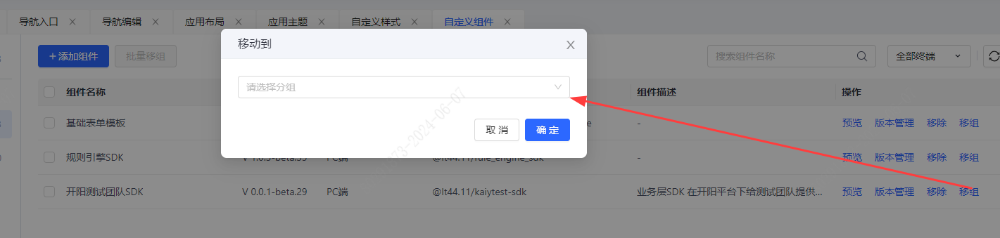 导航入口 导航编辑 应用布局 应用主题 自定义样式 自定义组件
移动到
+添加组件 批量移组 搜索组件名称 全部终端
请选择分组
组件名称 组件描述 操作
基础表单模板 - 预览 版本管理 移除 移组
取消 确定
规则引擎SDK V 1.0.3-beta.35 PC端 @lt44.11/rule_engine_sdk - 预览 版本管理 移除 移组
开阳测试团队SDK V 0.0.1-beta.29 PC端 @lt44.11/kaiytest-sdk 业务层SDK 在开阳平台下给测试团队提供... 预览 版本管理 移除 移组
73-2024-06-07